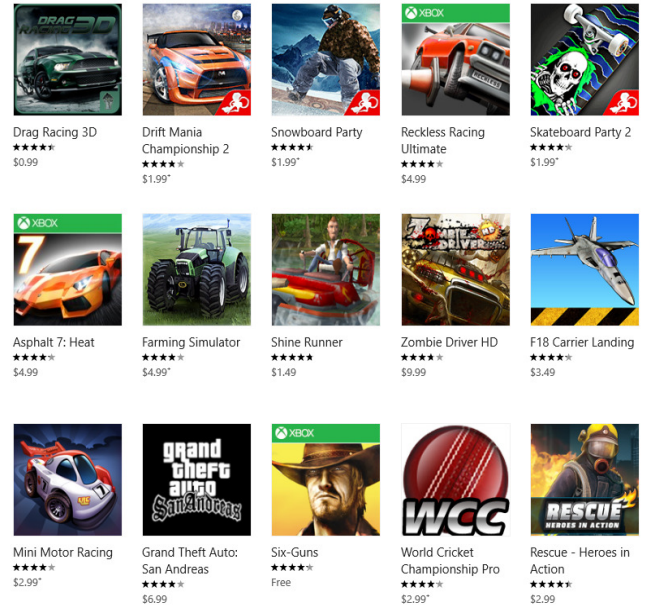 DRAG
RACING 3D
XBOX
RECKLESS
Drag Racing 3D
Drift Mania
Championship 2
Snowboard Party
Reckless Racing
Ultimate
Skateboard Party 2
$0.99
$1.99*
$1.99*
$4.99
$1.99*
XBOX
7
ZOMBIE
DRIVER
Asphalt 7: Heat
Farming Simulator
Shine Runner
Zombie Driver HD
F18 Carrier Landing
$4.99
$4.99*
$1.49
$9.99
$3.49
grand
theft
auto
SanAndreas
XBOX
WCC
RESCUE
HEROES IN ACTION
Mini Motor Racing
Grand Theft Auto:
San Andreas
Six-Guns
World Cricket
Championship Pro
Rescue - Heroes in
Action
$2.99*
$6.99
Free
$2.99*
$2.99